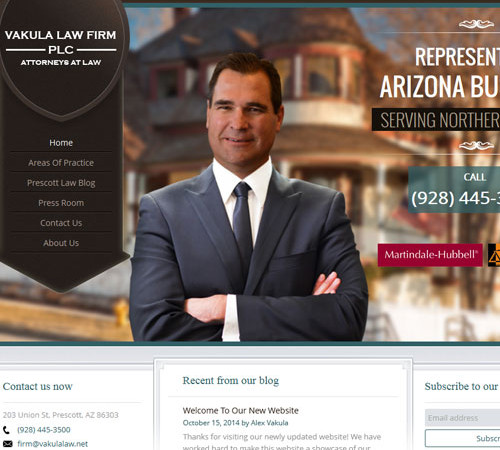 VAKULA LAW FIRM
PLC
ATTORNEYS AT LAW
Home
Areas Of Practice
Prescott Law Blog
Press Room
Contact Us
About Us
REPRESENT
ARIZONA BU
SERVING NORTHER
CALL
(928) 445-3
Martindale-Hubbell®
Contact us now
203 Union St, Prescott, AZ 86303
(928) 445-3500
firm@vakulalaw.net
Recent from our blog
Welcome To Our New Website
October 15, 2014 by Alex Vakula
Thanks for visiting our newly updated website! We have
worked hard to make this website a showcase of our
Subscribe to our
Email address
Subscr